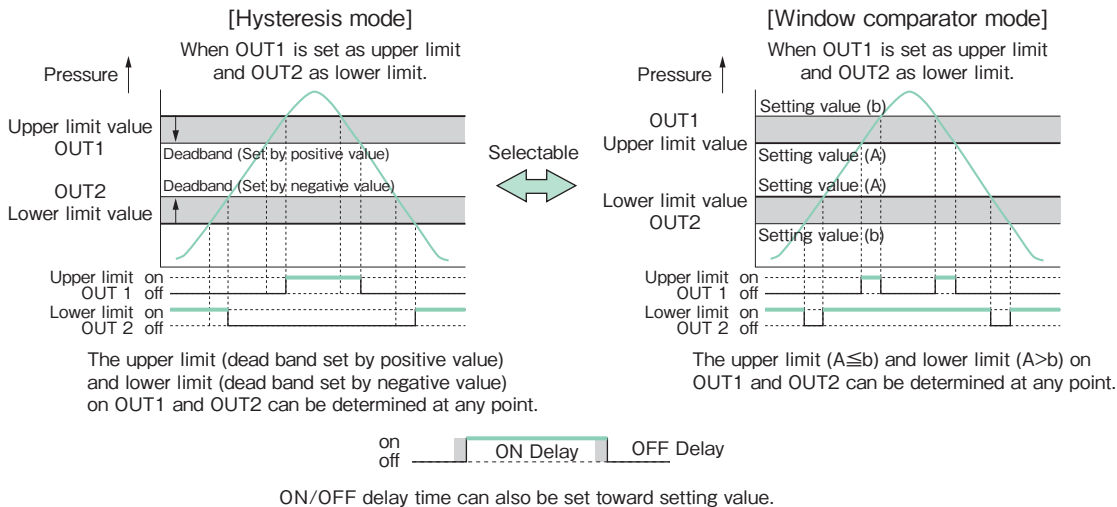 [Hysteresis mode]
When OUT1 is set as upper limit
and OUT2 as lower limit.
Pressure
Upper limit value
OUT1
Deadband (Set by positive value)
OUT2
Deadband (Set by negative value)
Lower limit value
Upper limit on
OUT 1 off
Lower limit on
OUT 2 off
The upper limit (dead band set by positive value)
and lower limit (dead band set by negative value)
on OUT1 and OUT2 can be determined at any point.
Selectable
[Window comparator mode]
When OUT1 is set as upper limit
and OUT2 as lower limit.
Pressure
Setting value (b)
OUT1
Upper limit value
Setting value (A)
Setting value (A)
Lower limit value
OUT2
Setting value (b)
Upper limit on
OUT 1 off
Lower limit on
OUT 2 off
The upper limit (A≦b) and lower limit (A>b) on
OUT1 and OUT2 can be determined at any point.
on
off
ON Delay
OFF Delay
ON/OFF delay time can also be set toward setting value.